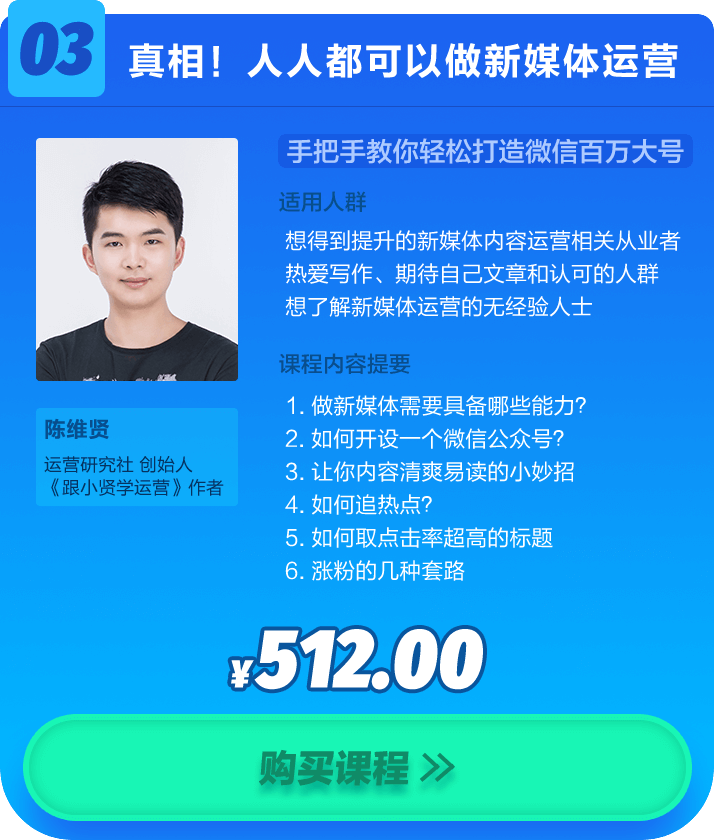 03
真相！人人都可以做新媒体运营
手把手教你轻松打造微信百万大号
适用人群
想得到提升的新媒体内容运营相关从业者
热爱写作、期待自己文章和认可的人群
想了解新媒体运营的无经验人士
课程内容提要
1. 做新媒体需要具备哪些能力?
2. 如何开设一个微信公众号?
3. 让你内容清爽易读的小妙招
4. 如何追热点?
5. 如何取点击率超高的标题
6. 涨粉的几种套路
陈维贤
运营研究社 创始人
《跟小贤学运营》作者
¥512.00
购买课程 >>